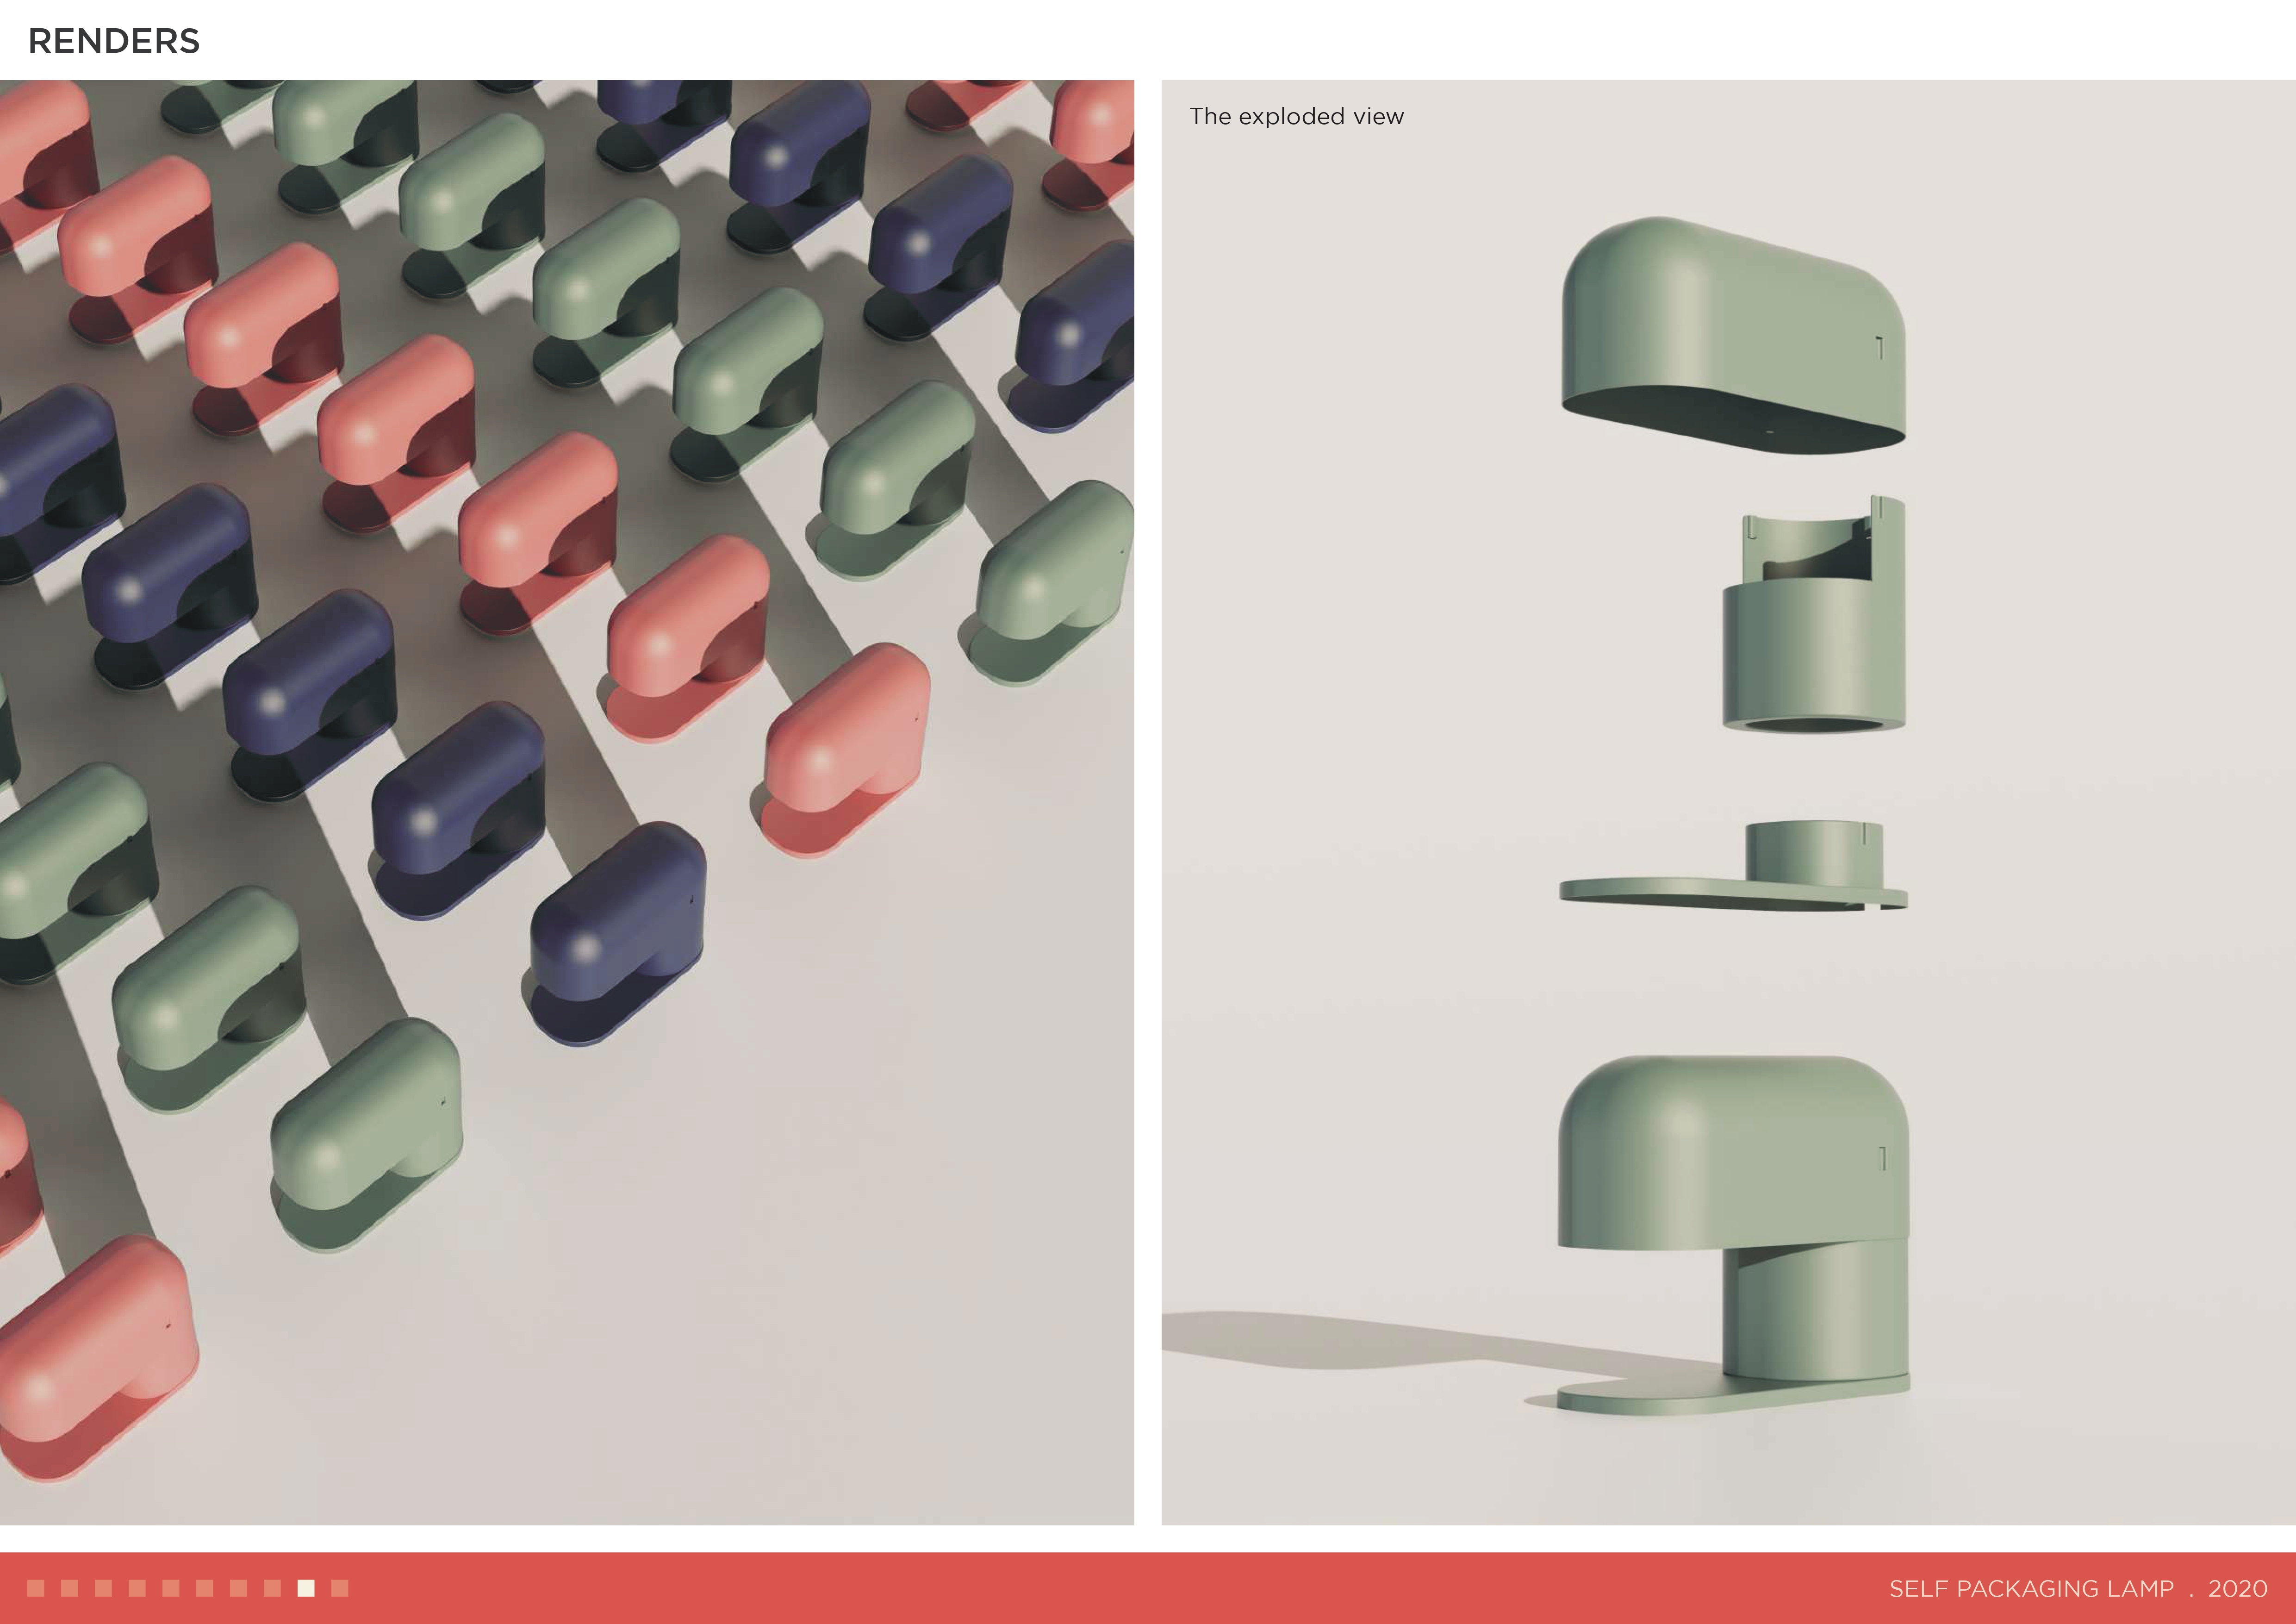 RENDERS
The exploded view
SELF PACKAGING LAMP . 2020